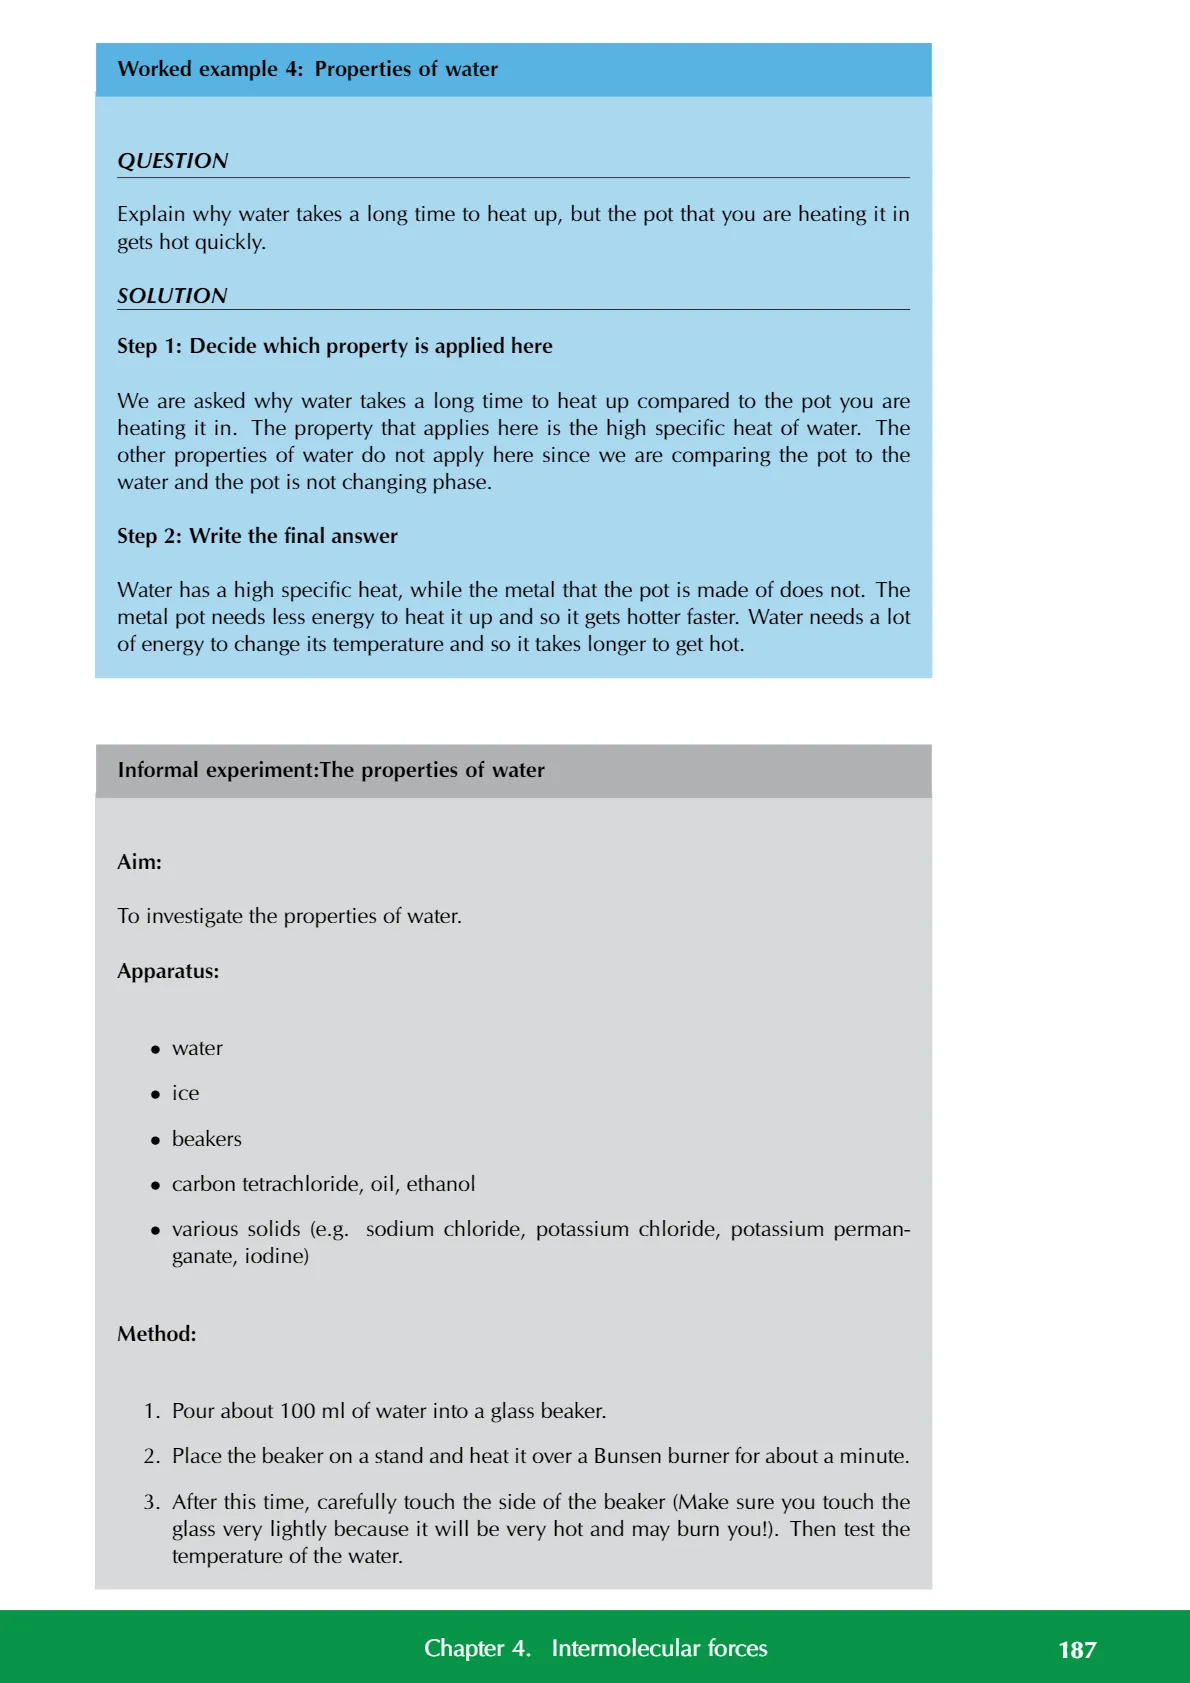 Worked example 4: Properties of water
QUESTION
Explain why water takes a long time to heat up, but the pot that you are heating it in
gets hot quickly.
SOLUTION
Step 1: Decide which property is applied here
We are asked why water takes a long time to heat up compared to the pot you are
heating it in. The property that applies here is the high specific heat of water. The
other properties of water do not apply here since we are comparing the pot to the
water and the pot is not changing phase.
Step 2: Write the final answer
Water has a high specific heat, while the metal that the pot is made of does not. The
metal pot needs less energy to heat it up and so it gets hotter faster. Water needs a lot
of energy to change its temperature and so it takes longer to get hot.
Informal experiment:The properties of water
Aim:
To investigate the properties of water.
Apparatus:
• water
• ice
• beakers
• carbon tetrachloride, oil, ethanol
• various solids (e.g. sodium chloride, potassium chloride, potassium perman-
ganate, iodine)
Method:
1. Pour about 100 ml of water into a glass beaker.
2. Place the beaker on a stand and heat it over a Bunsen burner for about a minute.
3. After this time, carefully touch the side of the beaker (Make sure you touch the
glass very lightly because it will be very hot and may burn you!). Then test the
temperature of the water.
Chapter 4. Intermolecular forces 187